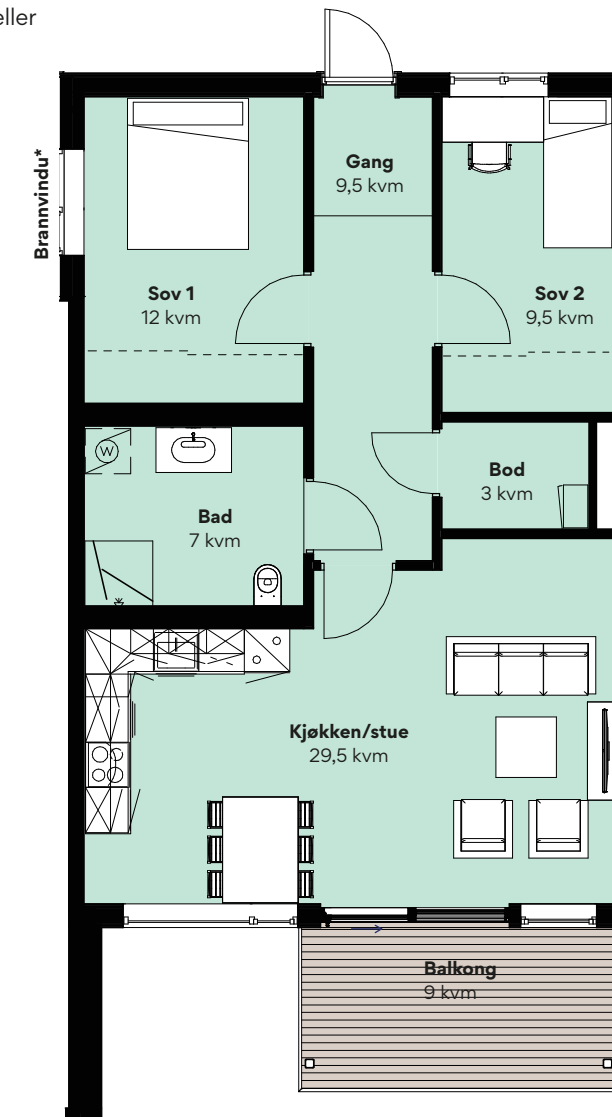 eller
Brannvindu*
Gang
9,5 kvm
Sov 1
12 kvm
Sov 2
9,5 kvm
W
Bod
3 kvm
Bad
7 kvm
Kjøkken/stue
29,5 kvm
Balkong
9 kvm